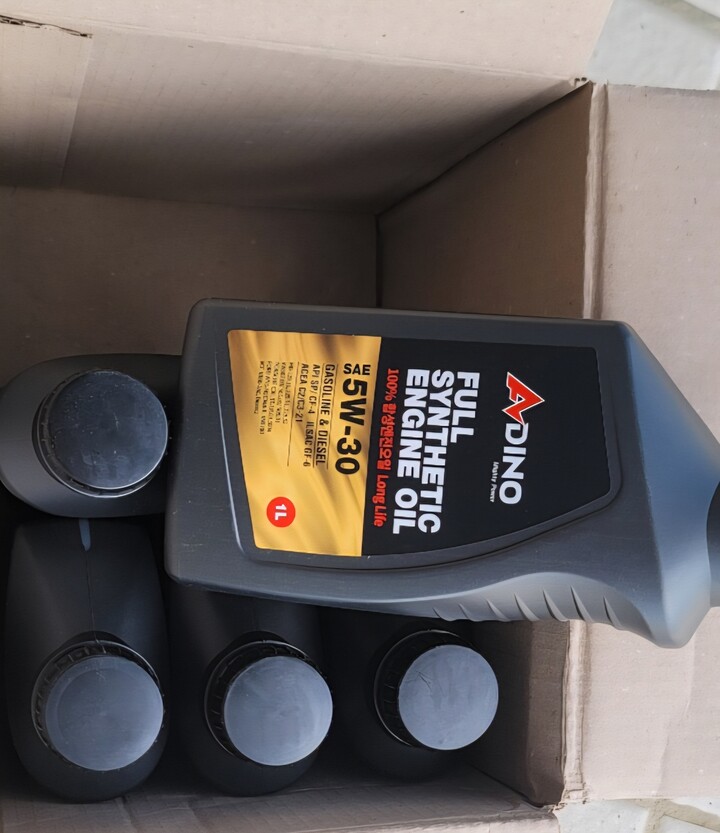 ADINO
Mighty Power
FULL
SYNTHETIC
ENGINE OIL
100% 합성엔진오일 Long Life
SAE
5W-30
GASOLINE & DIESEL
API SP/CF-4 ILSAC GF-6
ACEA C2/C3-21
1L